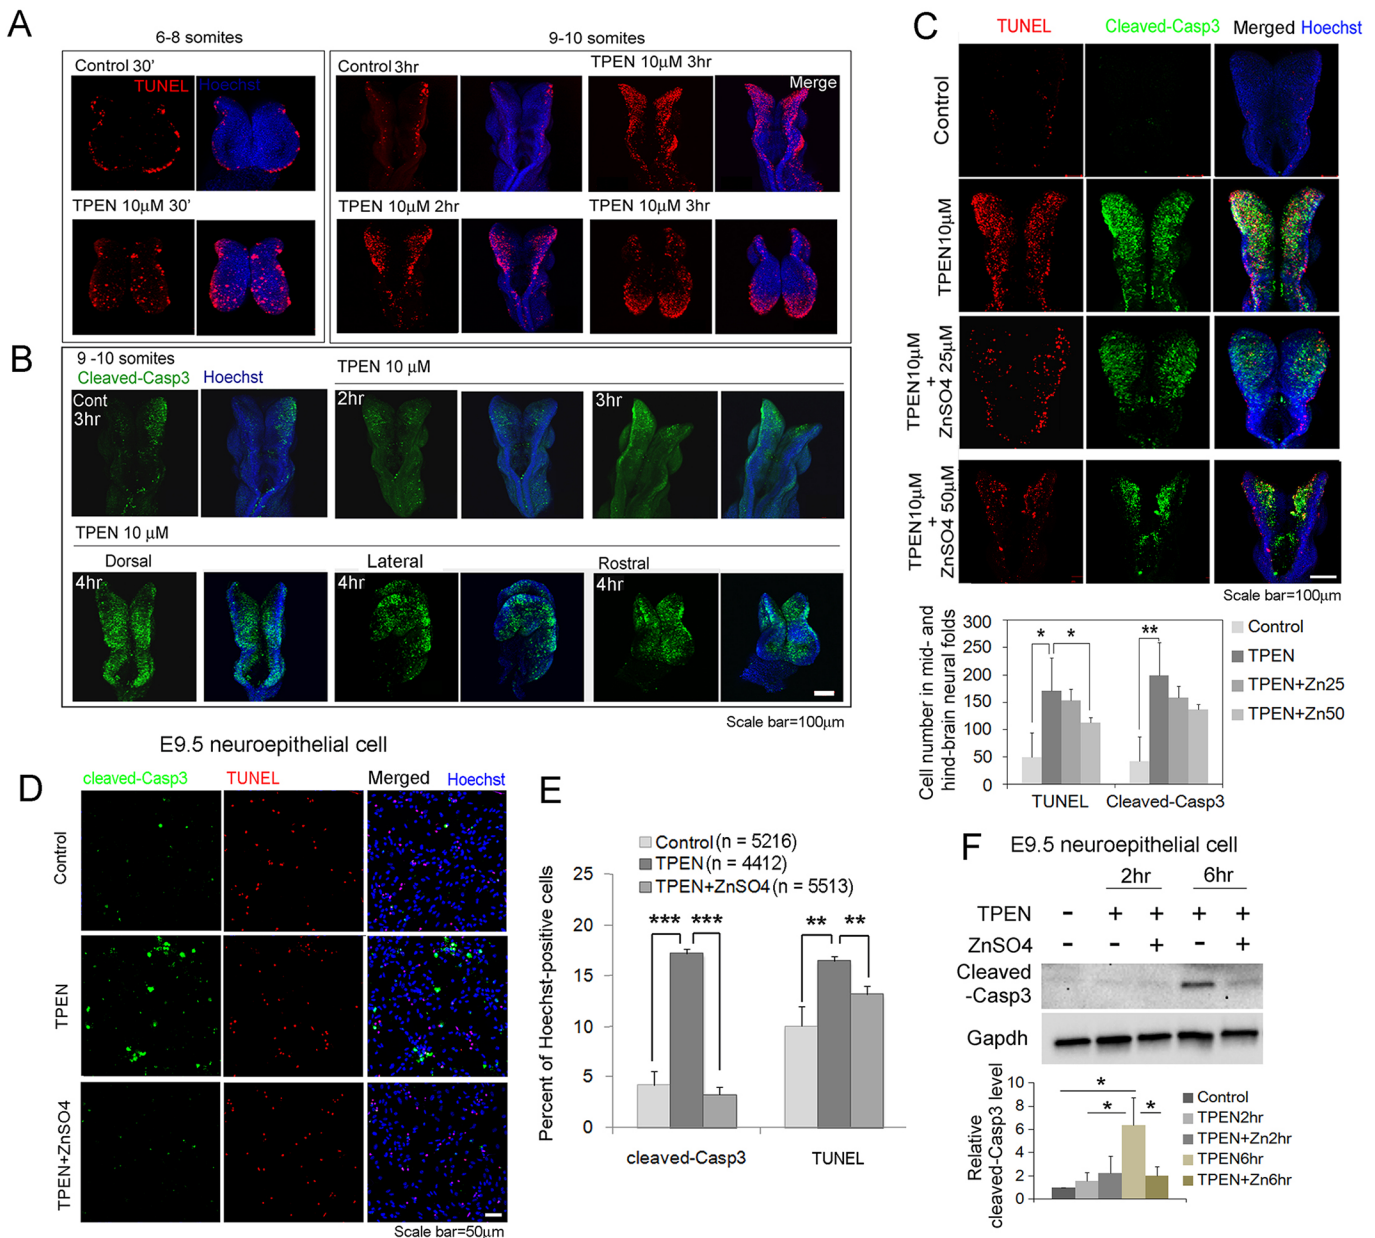 A
6-8 somites
9-10 somites
Control 30'
TUNEL
Hoechst
Control 3hr
TPEN 10μM 3hr
Merge
TPEN 10μM 30'
TPEN 10μM 2hr
TPEN 10μM 3hr
B
9 -10 somites
Cleaved-Casp3
Hoechst
TPEN 10 μM
Cont
3hr
2hr
3hr
TPEN 10 μM
Dorsal
Lateral
Rostral
4hr
4hr
4hr
Scale bar=100μm
C
TUNEL
Cleaved-Casp3
Merged Hoechst
Control
TPEN10μM
TPEN10μM
+
ZnSO4 25μM
TPEN10μM
+
ZnSO4 50μM
Scale bar=100μm
Cell number in mid- and
hind-brain neural folds
300
250
200
150
100
50
0
* * **
TUNEL
Cleaved-Casp3
Control
TPEN
TPEN+Zn25
TPEN+Zn50
E9.5 neuroepithelial cell
D
cleaved-Casp3
TUNEL
Merged
Hoechst
Control
TPEN
TPEN+ZnSO4
Scale bar=50μm
E
Control (n = 5216)
TPEN (n = 4412)
TPEN+ZnSO4 (n = 5513)
Percent of Hoechst-positive cells
25
20
15
10
5
0
*** *** ** **
cleaved-Casp3
TUNEL
F
E9.5 neuroepithelial cell
2hr
6hr
TPEN - + + + +
ZnSO4 - - + - +
Cleaved
-Casp3
Gapdh
Relative
cleaved-Casp3 level
10
8
6
4
2
0
*
* *
Control
TPEN2hr
TPEN+Zn2hr
TPEN6hr
TPEN+Zn6hr